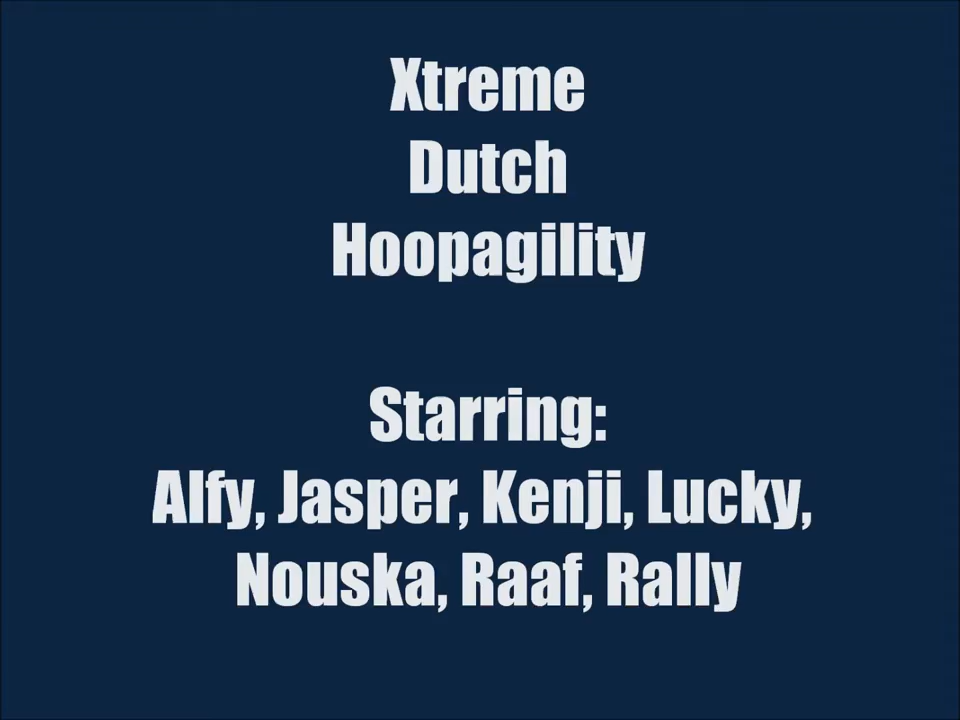 Xtreme
Dutch
Hoopagility
Starring:
Alfy, Jasper, Kenji, Lucky,
Nouska, Raaf, Rally